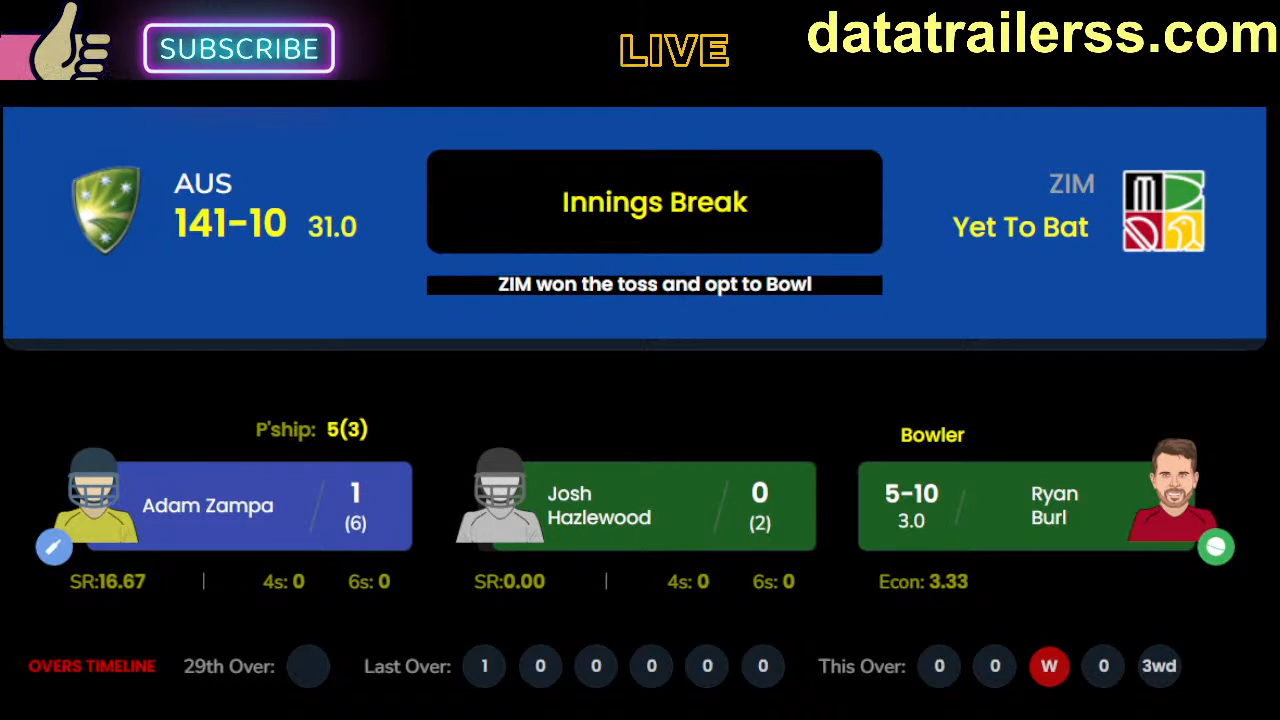 SUBSCRIBE
LIVE
datatrailerss.com
AUS
141-10 31.0
Innings Break
ZIM won the toss and opt to Bowl
ZIM
Yet To Bat
P'ship: 5(3)
Adam Zampa
1
(6)
SR:16.67 | 4s: 0 6s: 0
Josh
Hazlewood
0
(2)
SR:0.00 | 4s: 0 6s: 0
Bowler
5-10
3.0
Ryan
Burl
Econ: 3.33
OVERS TIMELINE 29th Over: Last Over: 1 0 0 0 0 0 This Over: 0 0 W 0 3wd